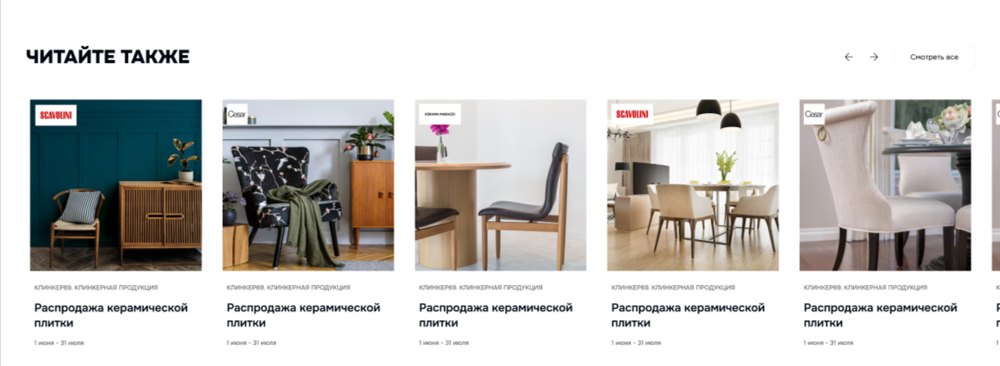 ЧИТАЙТЕ ТАКЖЕ
Смотреть все
SCAVOLINI
Cesar
KERAMA MARAZZI
SCAVOLINI
Cesar
КЛИНКЕР69. КЛИНКЕРНАЯ ПРОДУКЦИЯ
Распродажа керамической
плитки
1 июня - 31 июля
КЛИНКЕР69. КЛИНКЕРНАЯ ПРОДУКЦИЯ
Распродажа керамической
плитки
1 июня - 31 июля
КЛИНКЕР69. КЛИНКЕРНАЯ ПРОДУКЦИЯ
Распродажа керамической
плитки
1 июня - 31 июля
КЛИНКЕР69. КЛИНКЕРНАЯ ПРОДУКЦИЯ
Распродажа керамической
плитки
1 июня - 31 июля
КЛИНКЕР69. КЛИНКЕРНАЯ ПРОДУКЦИЯ
Распродажа керамической
плитки
1 июня - 31 июля